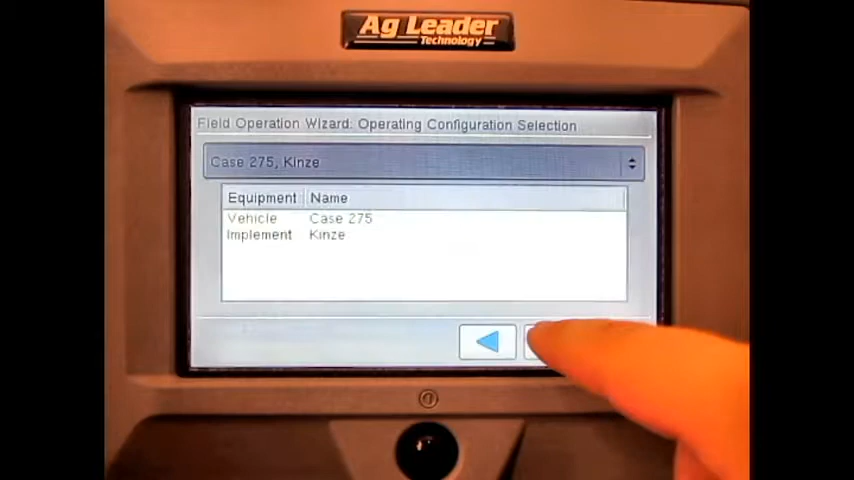 Ag Leader
Technology
Field Operation Wizard: Operating Configuration Selection
Case 275, Kinze
Equipment Name
Vehicle Case 275
Implement Kinze